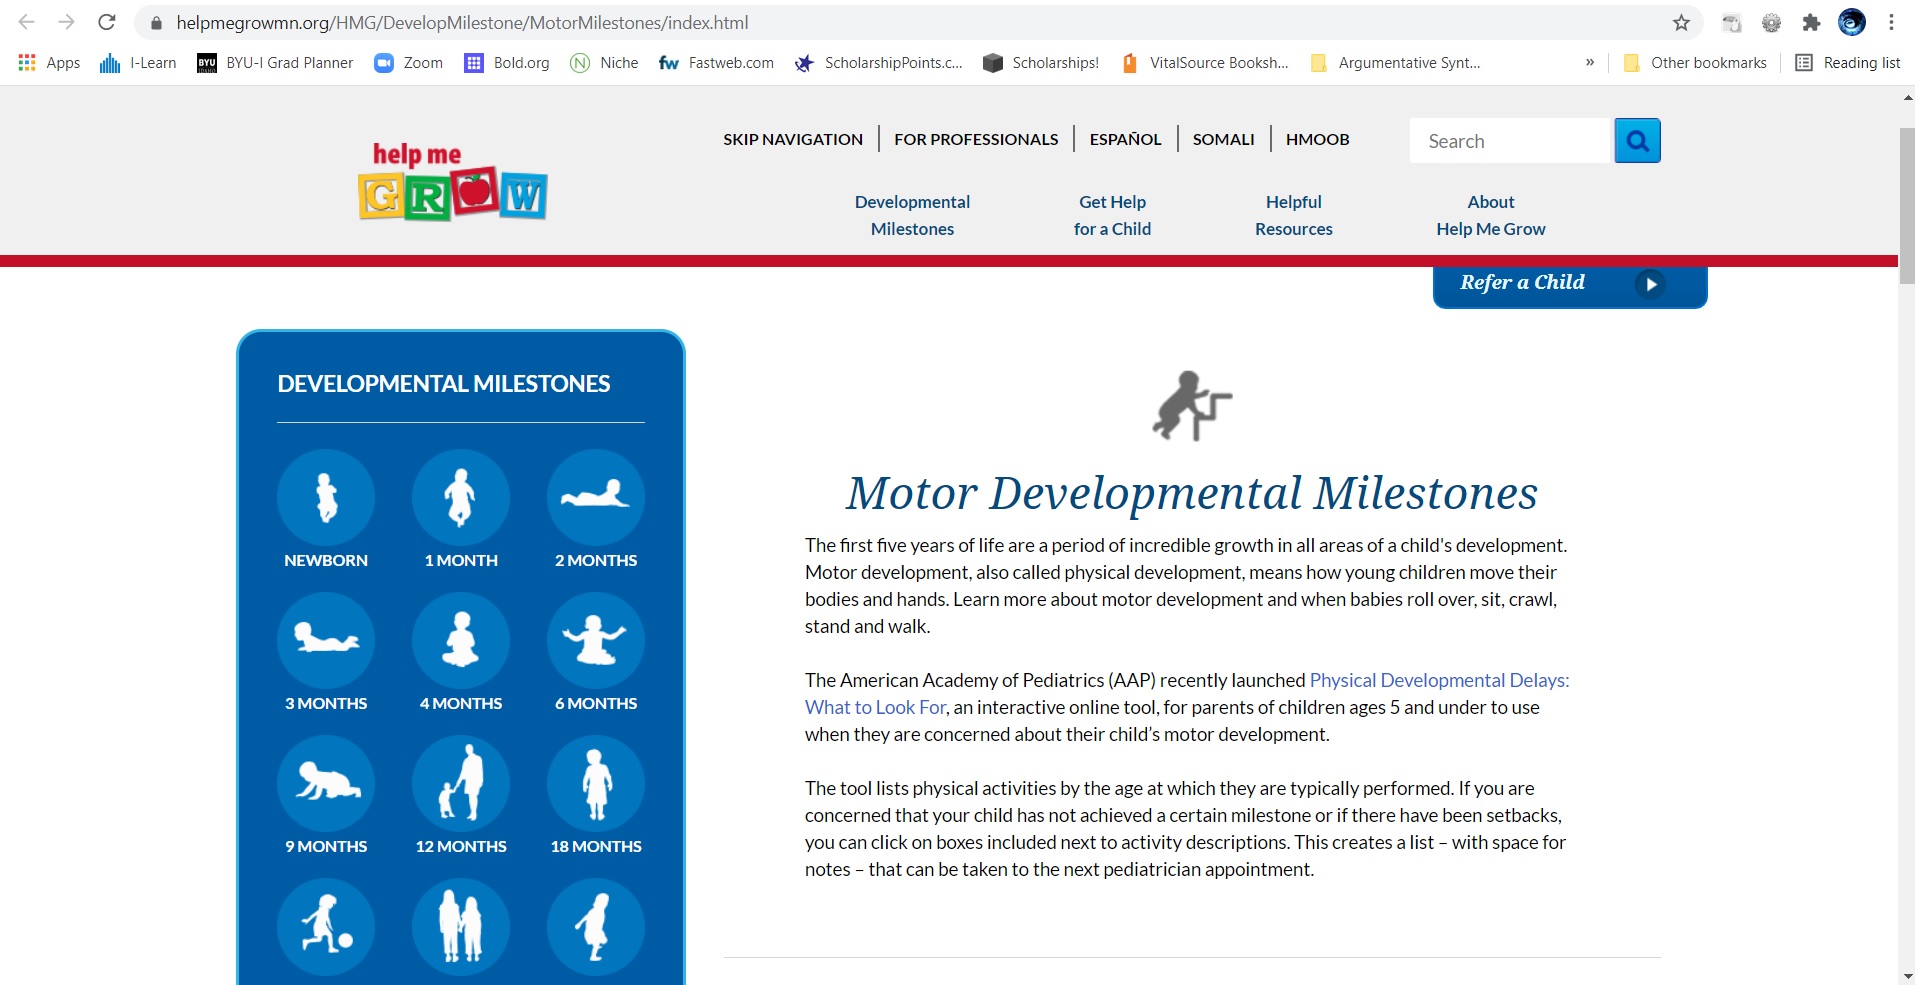 helpmegrowmn.org/HMG/DevelopMilestone/MotorMilestones/index.html
Apps I-Learn BYU BYU-I Grad Planner Zoom Bold.org N Niche fw Fastweb.com ScholarshipPoints.c... Scholarships! VitalSource Booksh... Argumentative Synt... » Other bookmarks Reading list
help me
GROW
SKIP NAVIGATION FOR PROFESSIONALS ESPAÑOL SOMALI HMOOB
Search
Developmental
Milestones
Get Help
for a Child
Helpful
Resources
About
Help Me Grow
Refer a Child
DEVELOPMENTAL MILESTONES
NEWBORN 1 MONTH 2 MONTHS
3 MONTHS 4 MONTHS 6 MONTHS
9 MONTHS 12 MONTHS 18 MONTHS
Motor Developmental Milestones
The first five years of life are a period of incredible growth in all areas of a child's development.
Motor development, also called physical development, means how young children move their
bodies and hands. Learn more about motor development and when babies roll over, sit, crawl,
stand and walk.
The American Academy of Pediatrics (AAP) recently launched Physical Developmental Delays:
What to Look For, an interactive online tool, for parents of children ages 5 and under to use
when they are concerned about their child’s motor development.
The tool lists physical activities by the age at which they are typically performed. If you are
concerned that your child has not achieved a certain milestone or if there have been setbacks,
you can click on boxes included next to activity descriptions. This creates a list – with space for
notes – that can be taken to the next pediatrician appointment.